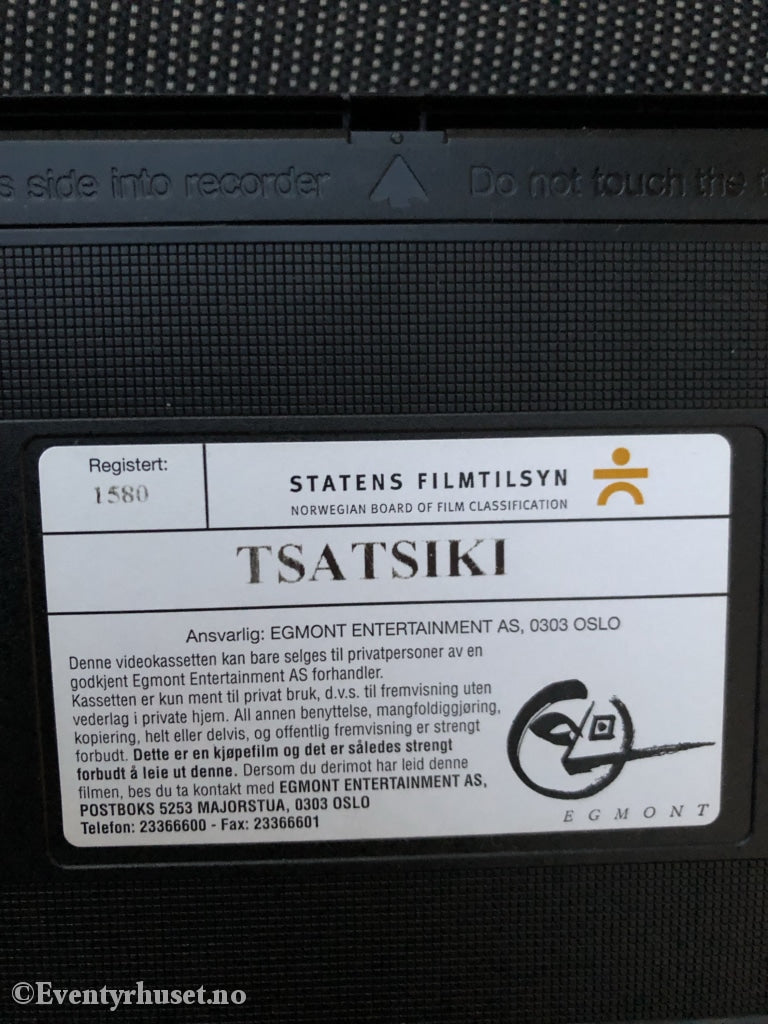 s side into recorder Do not touch the t
Registert:
1580
STATENS FILMTILSYN
NORWEGIAN BOARD OF FILM CLASSIFICATION
TSATSIKI
Ansvarlig: EGMONT ENTERTAINMENT AS, 0303 OSLO
Denne videokassetten kan bare selges til privatpersoner av en
godkjent Egmont Entertainment AS forhandler.
Kassetten er kun ment til privat bruk, d.v.s. til fremvisning uten
vederlag i private hjem. All annen benyttelse, mangfoldiggjøring,
kopiering, helt eller delvis, og offentlig fremvisning er strengt
forbudt. Dette er en kjøpefilm og det er således strengt
forbudt å leie ut denne. Dersom du derimot har leid denne
filmen, bes du ta kontakt med EGMONT ENTERTAINMENT AS,
POSTBOKS 5253 MAJORSTUA, 0303 OSLO
Telefon: 23366600 - Fax: 23366601
EGMONT
©Eventyrhuset.no